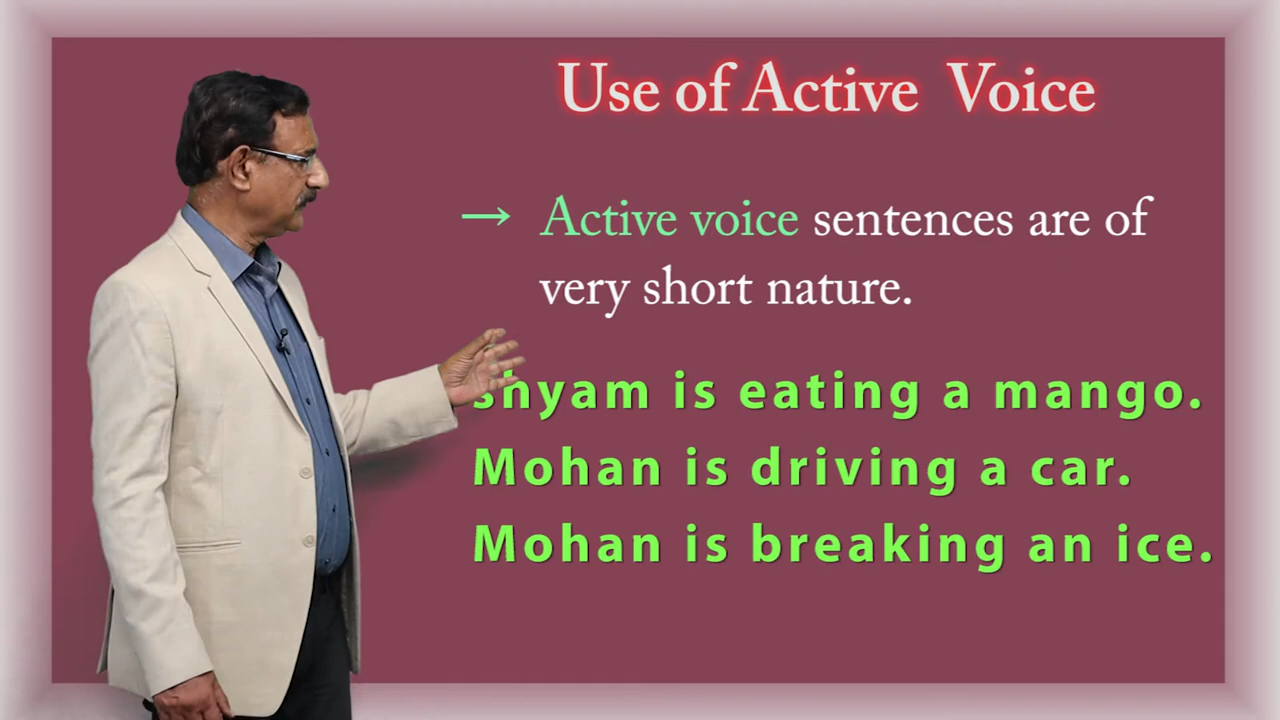 Use of Active Voice
→ Active voice sentences are of
very short nature.
shyam is eating a mango.
Mohan is driving a car.
Mohan is breaking an ice.